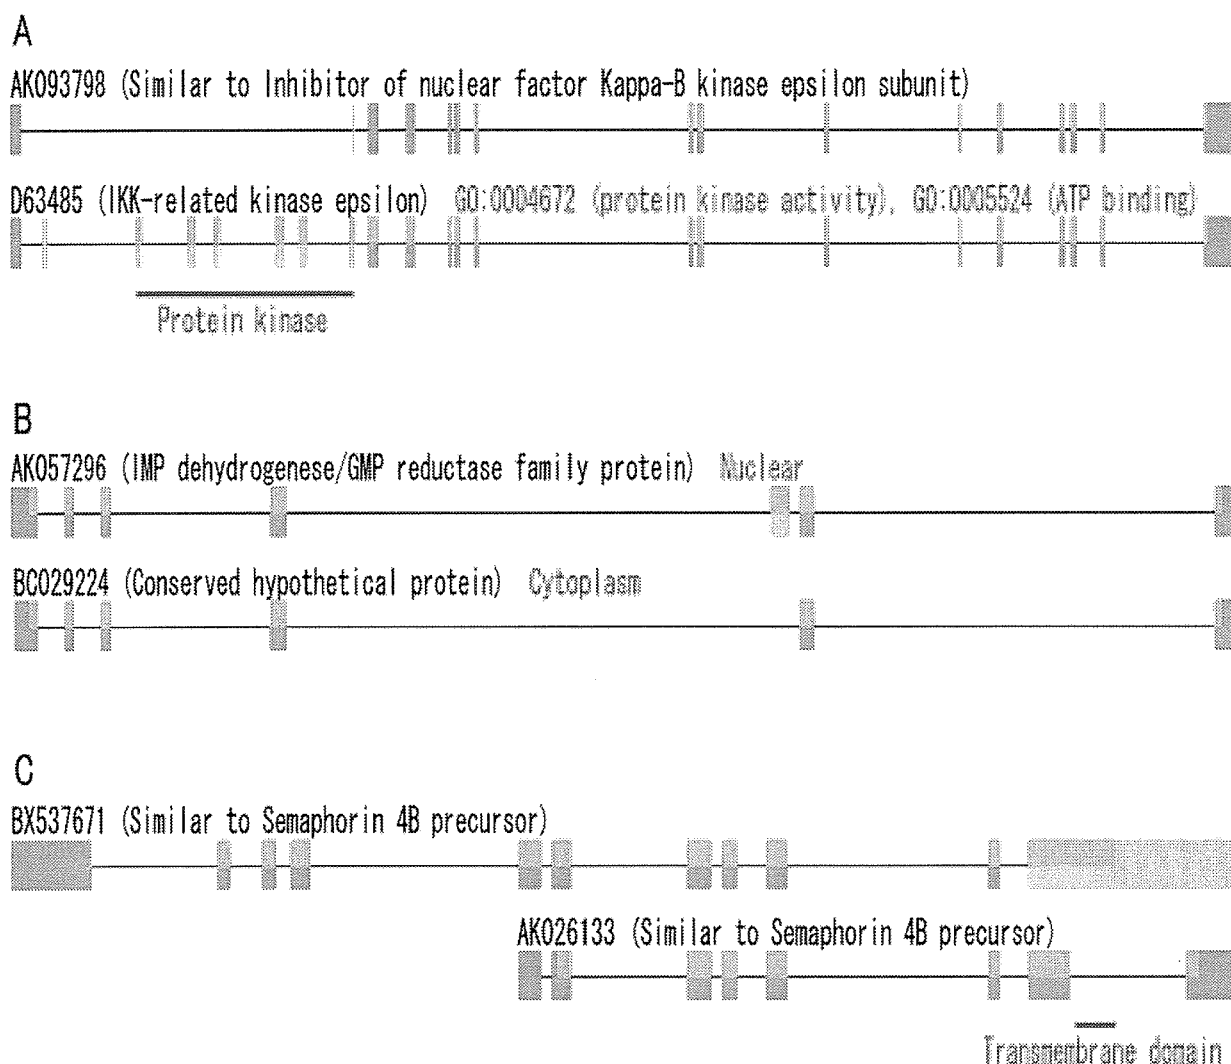 A
AK093798 (Similar to Inhibitor of nuclear factor Kappa-B kinase epsilon subunit)
D63485 (IKK-related kinase epsilon) GO:0004672 (protein kinase activity), GO:0005524 (ATP binding)
Protein kinase
B
AK057296 (IMP dehydrogenese/GMP reductase family protein) Nuclear
BC029224 (Conserved hypothetical protein) Cytoplasm
C
BX537671 (Similar to Semaphorin 4B precursor)
AK026133 (Similar to Semaphorin 4B precursor)
Transmembrane domain